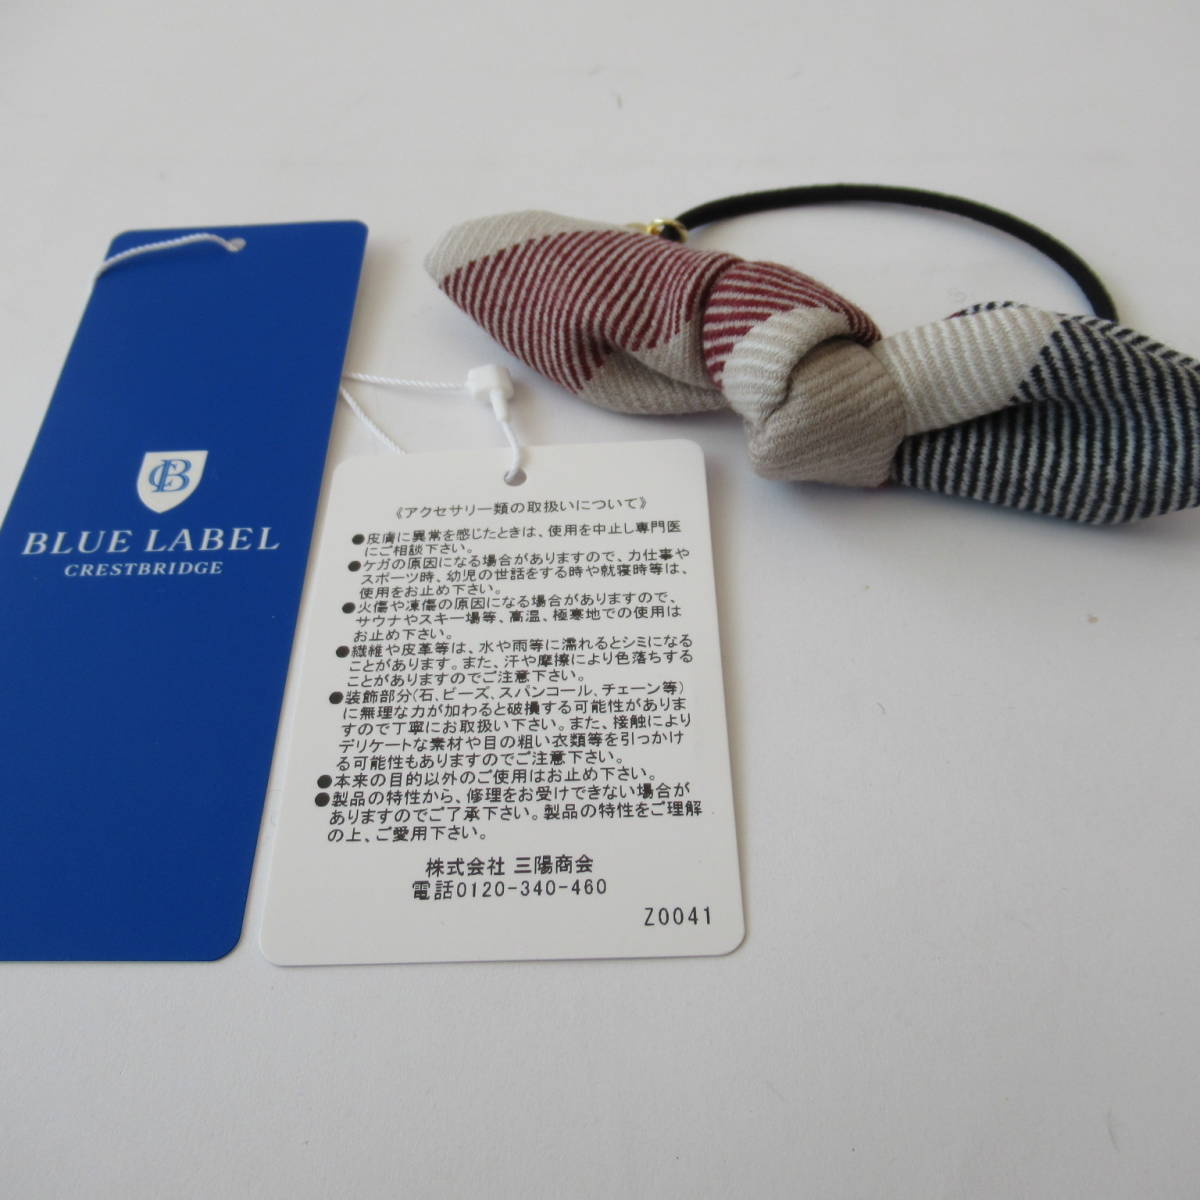 CB
BLUE LABEL
CRESTBRIDGE
《アクセサリー類の取扱いについて》
●皮膚に異常を感じたときは、使用を中止し専門医
にご相談下さい。
●ケガの原因になる場合がありますので、力仕事や
スポーツ時、幼児の世話をする時や就寝時等は、
使用をお止め下さい。
●火傷や凍傷の原因になる場合がありますので、
サウナやスキー場等、高温、極寒地での使用は
お止め下さい。
●繊維や皮革等は、水や雨等に濡れるとシミになる
ことがあります。また、汗や摩擦により色落ちする
ことがありますのでご注意下さい。
●装飾部分(石、ビーズ、スパンコール、チェーン等)
に無理な力が加わると破損する可能性がありま
すので丁寧にお取扱い下さい。また、接触により
デリケートな素材や目の粗い衣類等を引っかけ
る可能性もありますのでご注意下さい。
●本来の目的以外のご使用はお止め下さい。
●製品の特性から、修理をお受けできない場合が
ありますのでご了承下さい。製品の特性をご理解
の上、ご愛用下さい。
株式会社 三陽商会
電話0120-340-460
Z0041